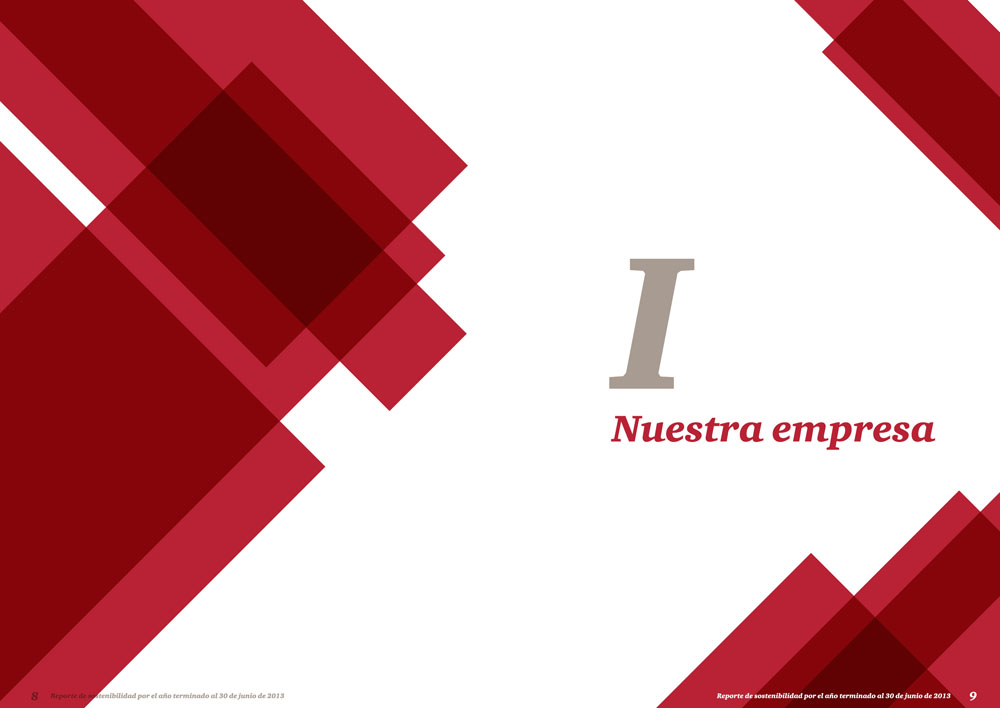 I
Nuestra empresa
8 Reporte de sostenibilidad por el año terminado al 30 de junio de 2013
Reporte de sostenibilidad por el año terminado al 30 de junio de 2013 9